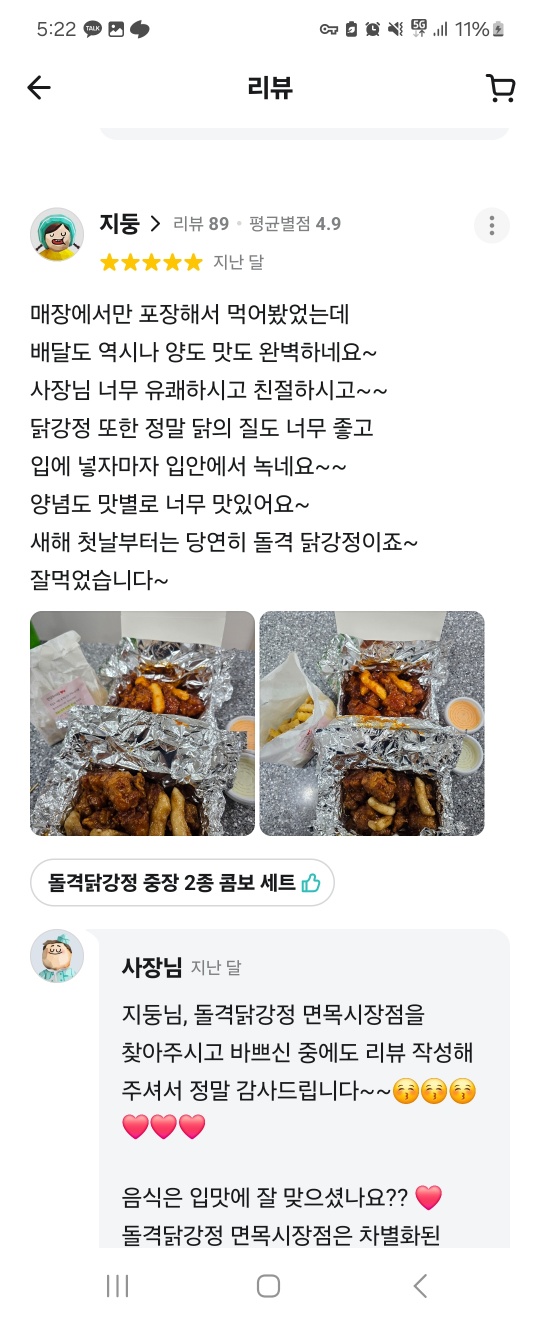 5:22 TALK 5G 11%
리뷰
지둥 리뷰 89 • 평균별점 4.9
지난 달
매장에서만 포장해서 먹어봤었는데
배달도 역시나 양도 맛도 완벽하네요~
사장님 너무 유쾌하시고 친절하시고~~
닭강정 또한 정말 닭의 질도 너무 좋고
입에 넣자마자 입안에서 녹네요~~
양념도 맛별로 너무 맛있어요~
새해 첫날부터는 당연히 돌격 닭강정이죠~
잘먹었습니다~
돌격닭강정 중장 2종 콤보 세트
사장님 지난 달
지둥님, 돌격닭강정 면목시장점을
찾아주시고 바쁘신 중에도 리뷰 작성해
주셔서 정말 감사드립니다~~😚😚😚
❤️❤️❤️
음식은 입맛에 잘 맞으셨나요?? ❤️
돌격닭강정 면목시장점은 차별화된